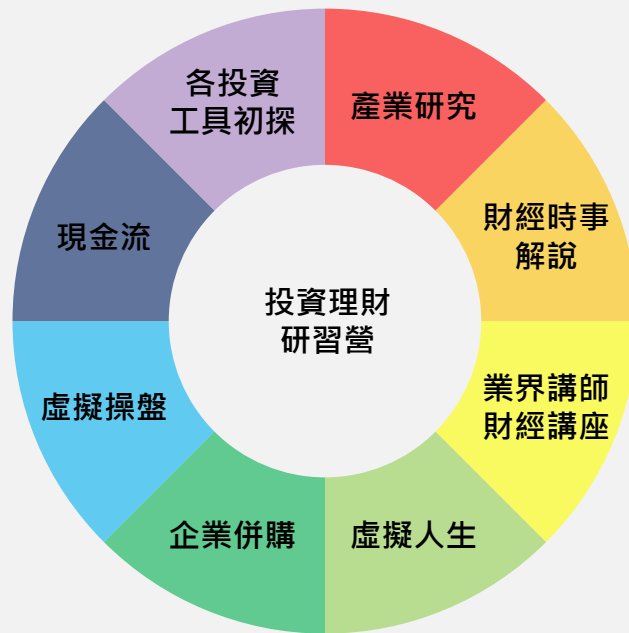 各投資
工具初探
產業研究
財經時事
解說
現金流
投資理財
研習營
業界講師
財經講座
虛擬操盤
企業併購
虛擬人生